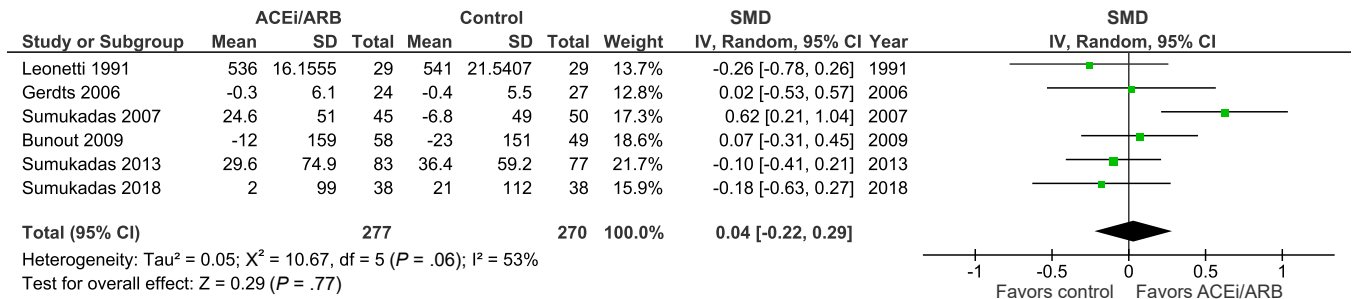 ACEi/ARB Control SMD SMD
Study or Subgroup Mean SD Total Mean SD Total Weight IV, Random, 95% CI Year IV, Random, 95% CI
Leonetti 1991 536 16.1555 29 541 21.5407 29 13.7% -0.26 [-0.78, 0.26] 1991
Gerdts 2006 -0.3 6.1 24 -0.4 5.5 27 12.8% 0.02 [-0.53, 0.57] 2006
Sumukadas 2007 24.6 51 45 -6.8 49 50 17.3% 0.62 [0.21, 1.04] 2007
Bunout 2009 -12 159 58 -23 151 49 18.6% 0.07 [-0.31, 0.45] 2009
Sumukadas 2013 29.6 74.9 83 36.4 59.2 77 21.7% -0.10 [-0.41, 0.21] 2013
Sumukadas 2018 2 99 38 21 112 38 15.9% -0.18 [-0.63, 0.27] 2018
Total (95% CI) 277 270 100.0% 0.04 [-0.22, 0.29]
Heterogeneity: Tau² = 0.05; X² = 10.67, df = 5 (P = .06); I² = 53%
Test for overall effect: Z = 0.29 (P = .77)
-1 -0.5 0 0.5 1
Favors control Favors ACEi/ARB